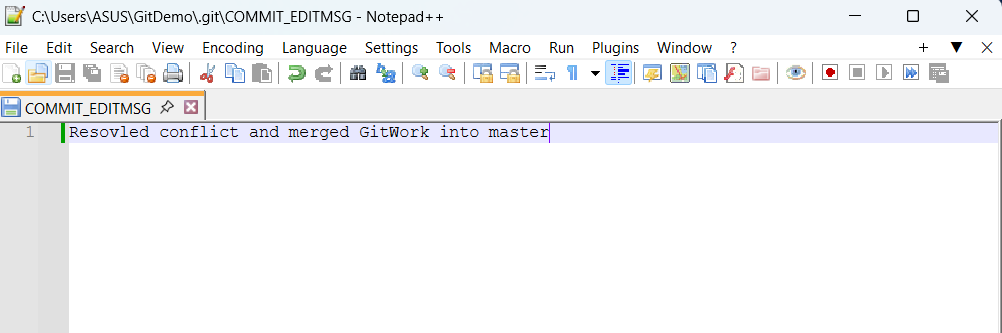 C:\Users\ASUS\GitDemo\.git\COMMIT_EDITMSG - Notepad++
File Edit Search View Encoding Language Settings Tools Macro Run Plugins Window ?
COMMIT_EDITMSG
1 Resovled conflict and merged GitWork into master